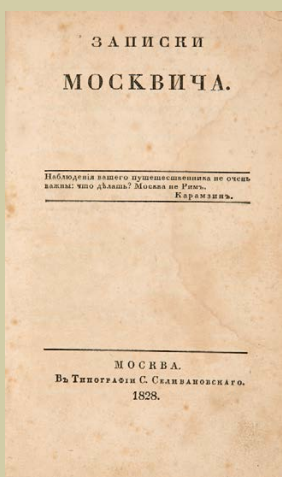 ЗАПИСКИ
МОСКВИЧА.
Наблюденія вашего путешественника не очень
важны: что дѣлать? Москва не Римъ.
Карамзинъ.
МОСКВА.
Въ Типографіи С. Селивановскаго.
1828.